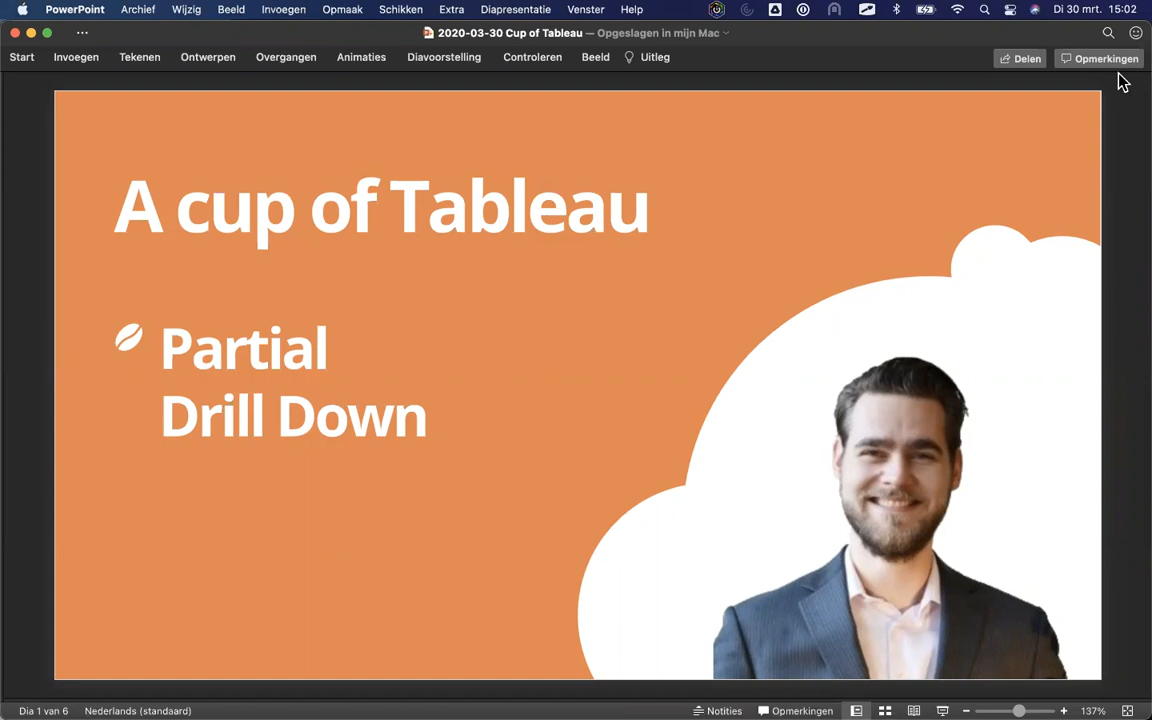 PowerPoint Archief Wijzig Beeld Invoegen Opmaak Schikken Extra Diapresentatie Venster Help Di 30 mrt. 15:02
2020-03-30 Cup of Tableau — Opgeslagen in mijn Mac
Start Invoegen Tekenen Ontwerpen Overgangen Animaties Diavoorstelling Controleren Beeld Uitleg Delen Opmerkingen
A cup of Tableau
Partial
Drill Down
Dia 1 van 6 Nederlands (standaard) Notities Opmerkingen 137%